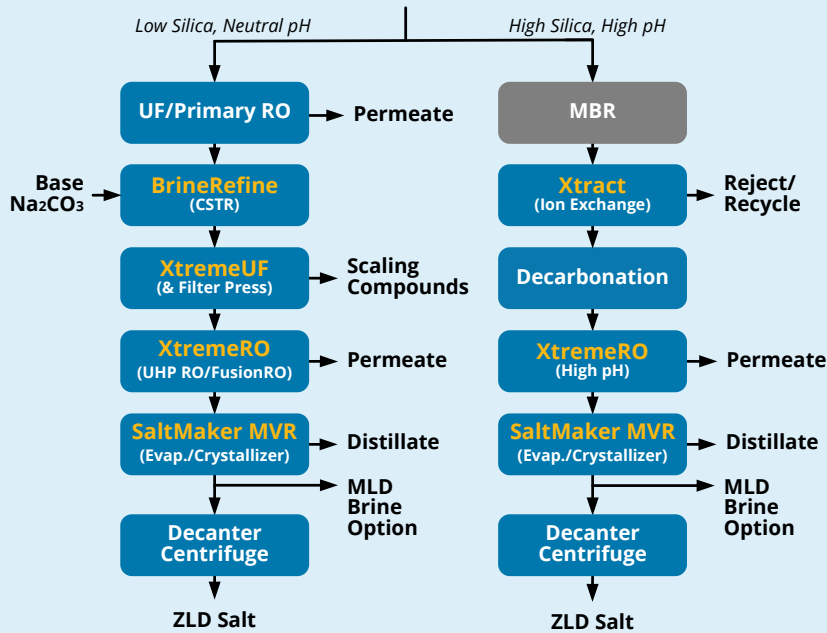 Low Silica, Neutral pH
High Silica, High pH
UF/Primary RO
Permeate
Base
Na₂CO₃
BrineRefine
(CSTR)
XtremeUF
(& Filter Press)
Scaling
Compounds
XtremeRO
(UHP RO/FusionRO)
Permeate
SaltMaker MVR
(Evap./Crystallizer)
Distillate
MLD
Brine
Option
Decanter
Centrifuge
ZLD Salt
MBR
Xtract
(Ion Exchange)
Reject/
Recycle
Decarbonation
XtremeRO
(High pH)
Permeate
SaltMaker MVR
(Evap./Crystallizer)
Distillate
MLD
Brine
Option
Decanter
Centrifuge
ZLD Salt